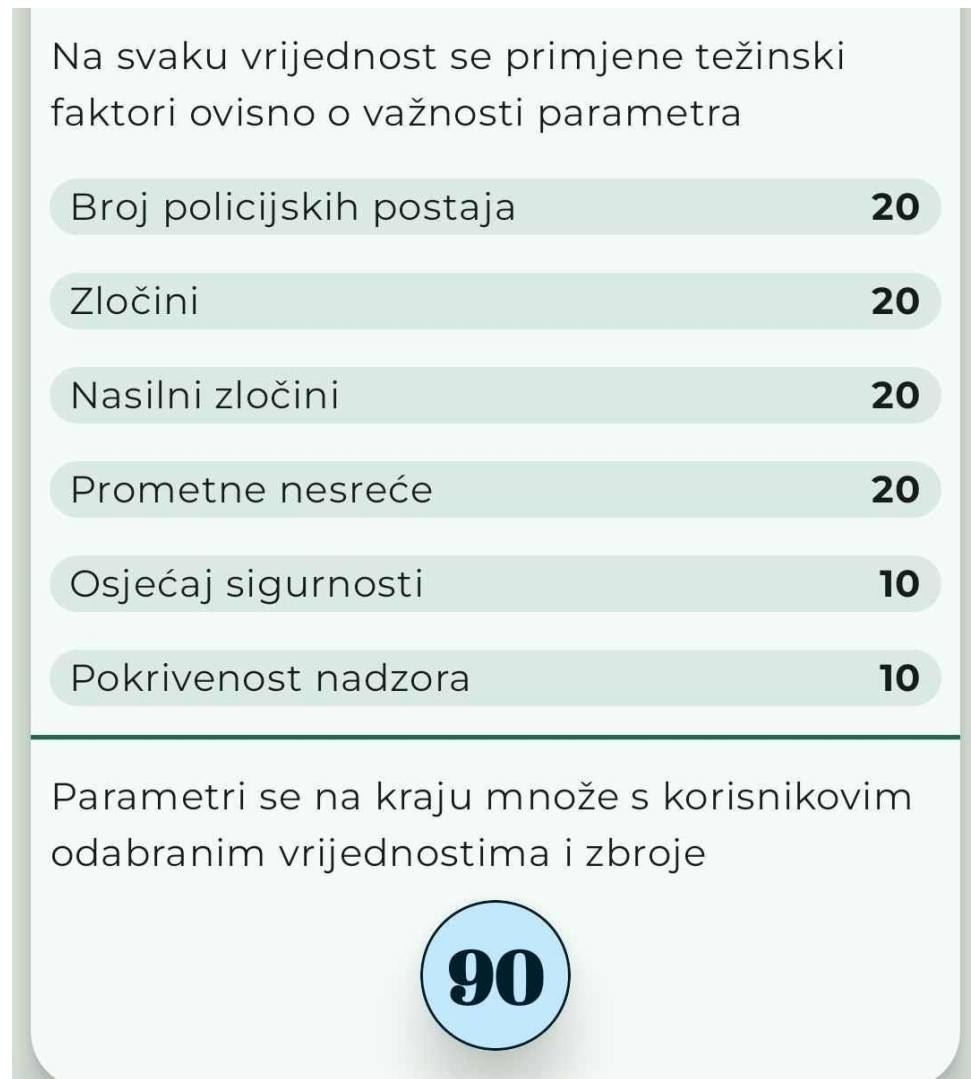 Na svaku vrijednost se primjene težinski
faktori ovisno o važnosti parametra
Broj policijskih postaja 20
Zločini 20
Nasilni zločini 20
Prometne nesreće 20
Osjećaj sigurnosti 10
Pokrivenost nadzora 10
Parametri se na kraju množe s korisnikovim
odabranim vrijednostima i zbroje
90